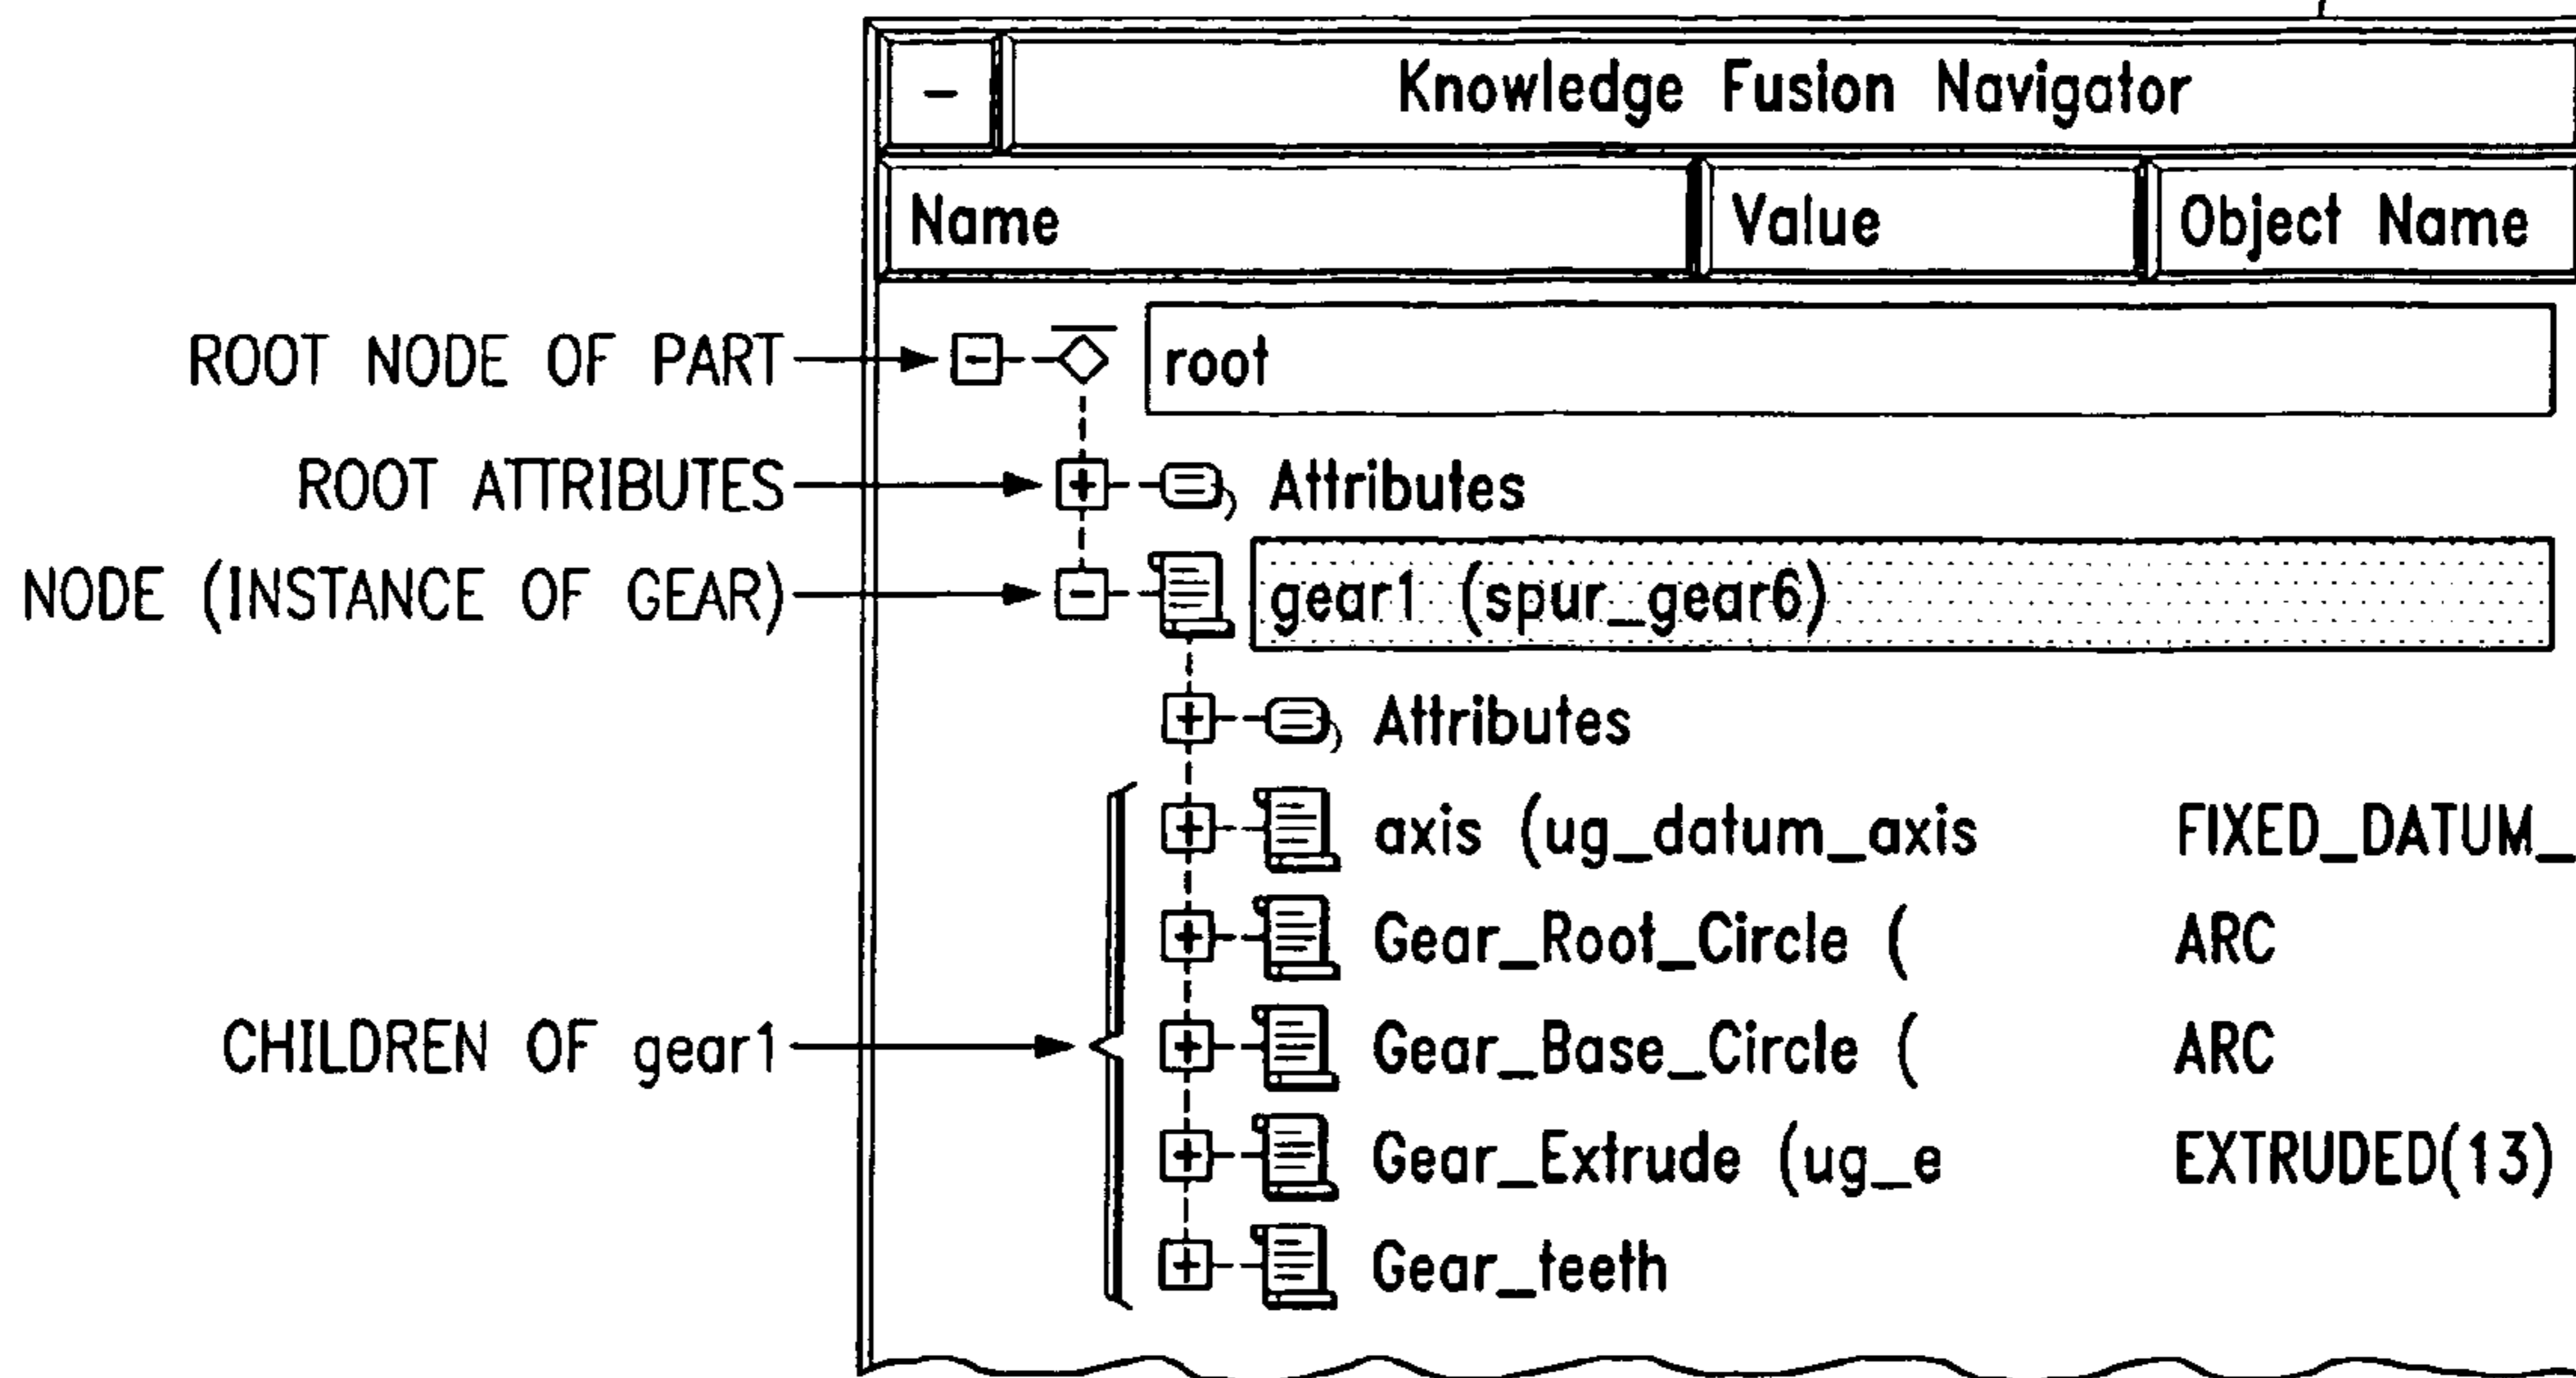 - Knowledge Fusion Navigator
Name Value Object Name
ROOT NODE OF PART - root
ROOT ATTRIBUTES + Attributes
NODE (INSTANCE OF GEAR) - gear1 (spur_gear6)
+ Attributes
+ axis (ug_datum_axis FIXED_DATUM_
+ Gear_Root_Circle ( ARC
CHILDREN OF gear1 + Gear_Base_Circle ( ARC
+ Gear_Extrude (ug_e EXTRUDED(13)
+ Gear_teeth